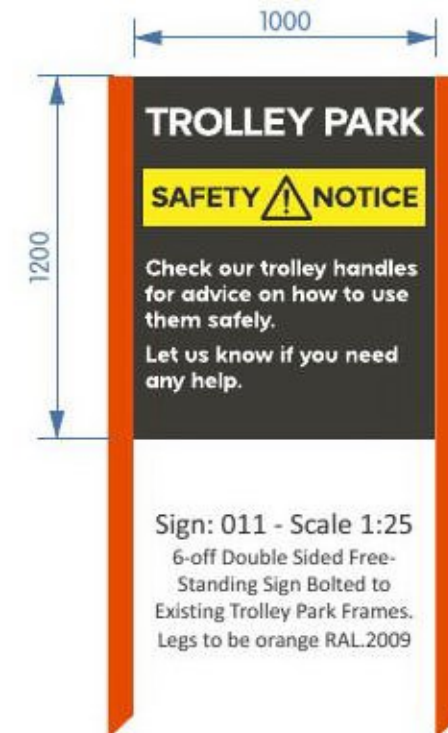 1000
1200
TROLLEY PARK
SAFETY NOTICE
Check our trolley handles
for advice on how to use
them safely.
Let us know if you need
any help.
Sign: 011 - Scale 1:25
6-off Double Sided Free-
Standing Sign Bolted to
Existing Trolley Park Frames.
Legs to be orange RAL.2009